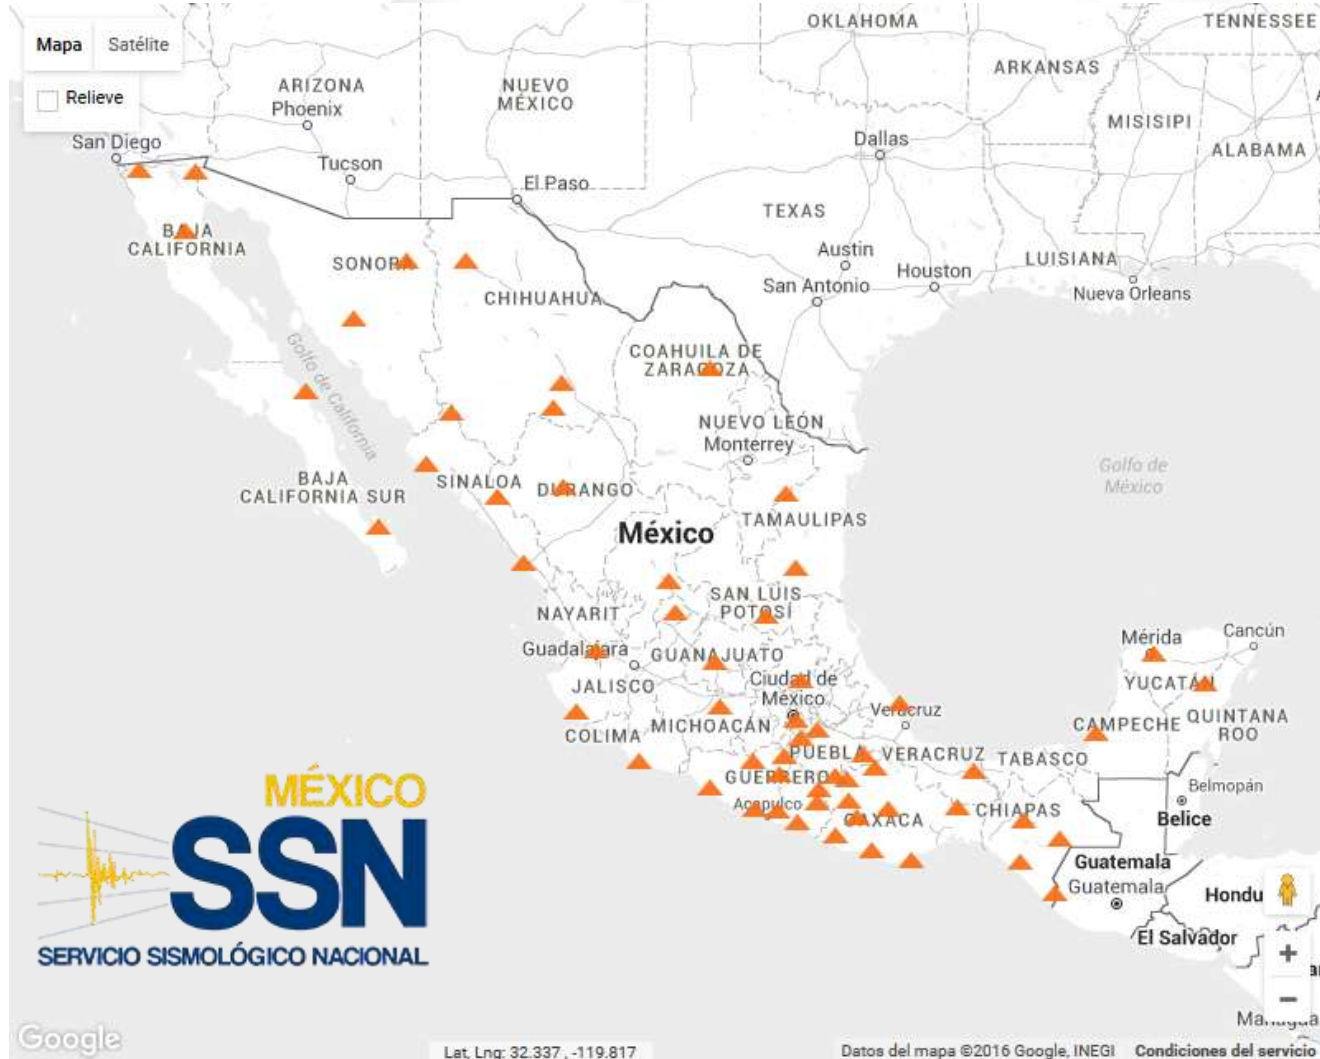 Mapa
Satélite
Relieve
OKLAHOMA
TENNESSEE
ARKANSAS
ARIZONA
Phoenix
NUEVO
MÉXICO
MISISIPI
ALABAMA
San Diego
Dallas
Tucson
El Paso
TEXAS
BAJA
CALIFORNIA
SONORA
Austin
San Antonio
Houston
LUISIANA
Nueva Orleans
CHIHUAHUA
Golfo de California
COAHUILA DE
ZARAGOZA
NUEVO LEÓN
Monterrey
Golfo de
México
BAJA
CALIFORNIA SUR
SINALOA
DURANGO
TAMAULIPAS
México
SAN LUIS
POTOSÍ
NAYARIT
Guadalajara
GUANAJUATO
Mérida
Cancún
JALISCO
Ciudad de
México
YUCATÁN
COLIMA
MICHOACÁN
Veracruz
CAMPECHE
QUINTANA
ROO
PUEBLA
VERACRUZ
TABASCO
GUERRERO
Belmopán
Acapulco
OAXACA
CHIAPAS
Belice
Guatemala
Guatemala
Hondu
El Salvador
Managua
MÉXICO
SSN
SERVICIO SISMOLÓGICO NACIONAL
+
−
Google
Lat, Lng: 32.337 , -119.817
Datos del mapa ©2016 Google, INEGI
Condiciones del servicio